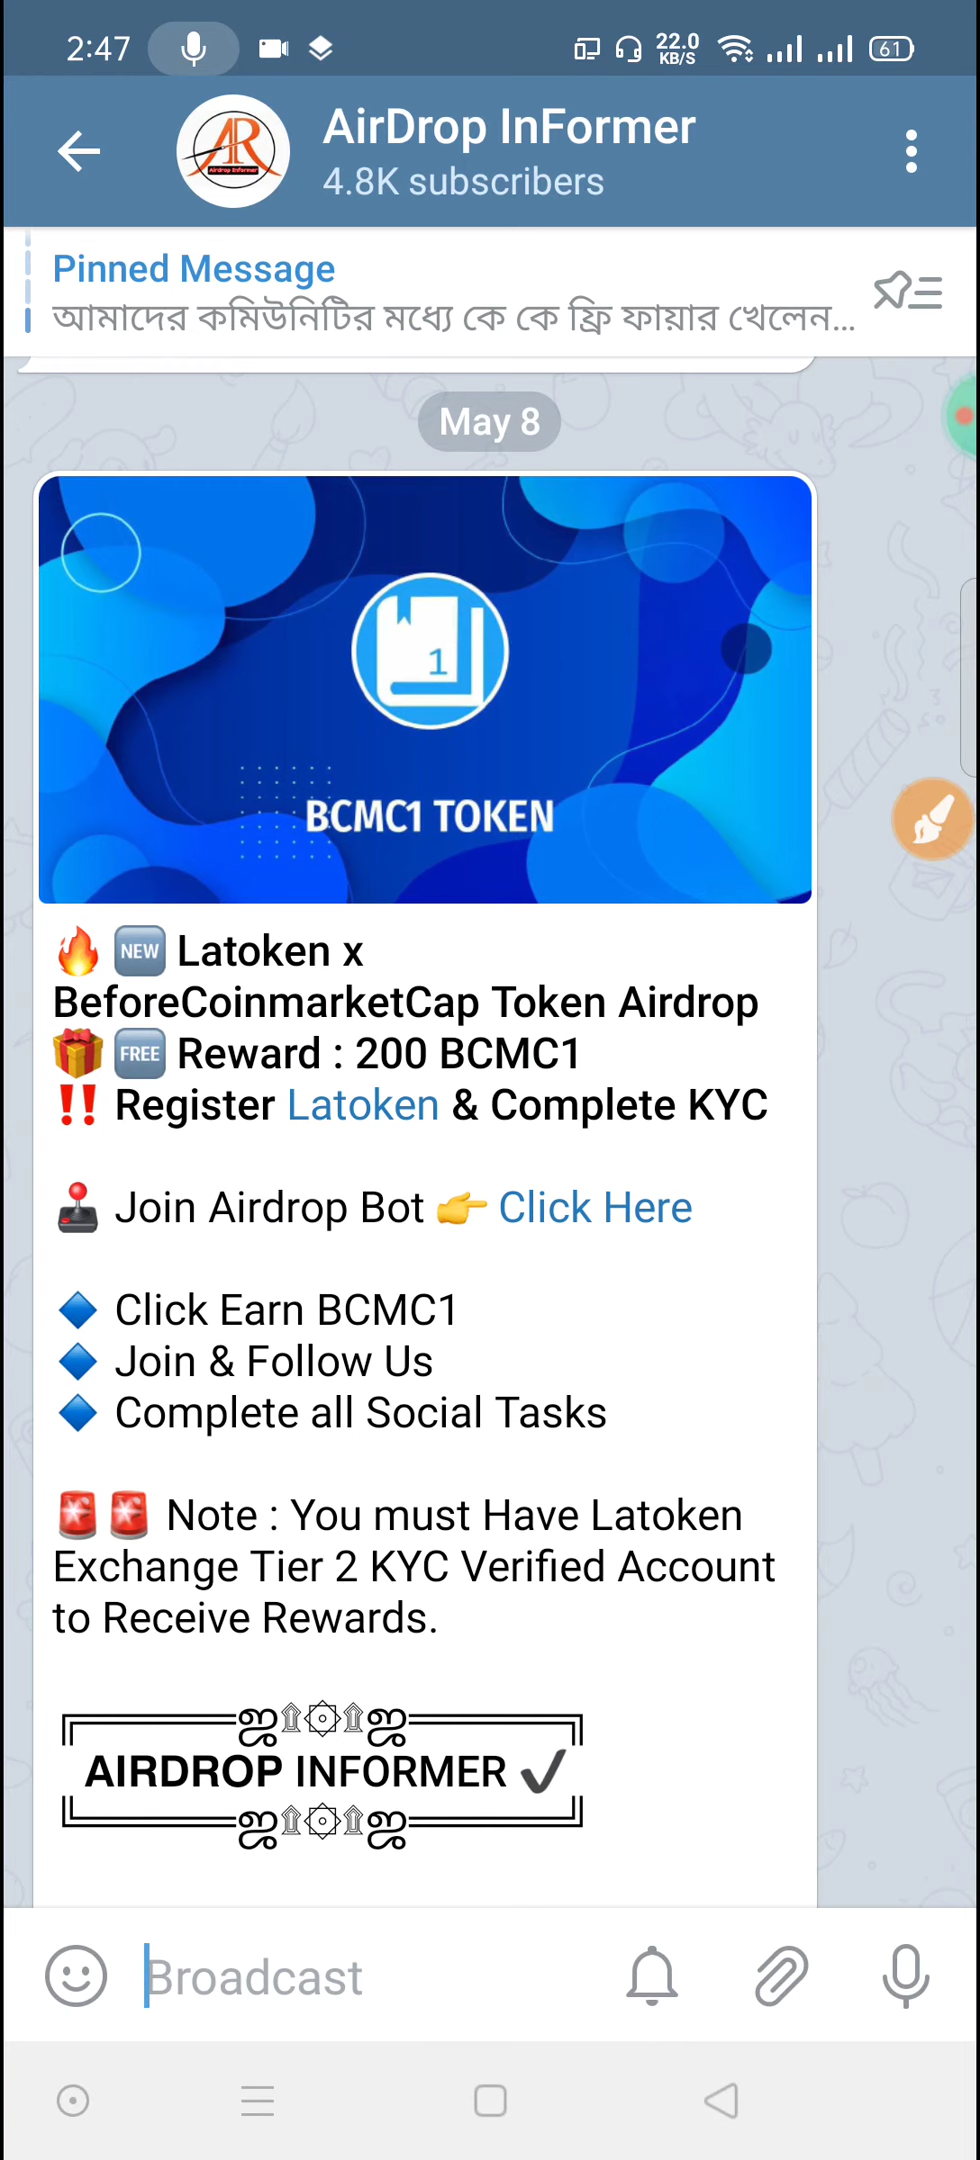 2:47
22.0
KB/S
61
AirDrop InFormer
4.8K subscribers
AR
Airdrop Informer
Pinned Message
আমাদের কমিউনিটির মধ্যে কে কে ফ্রি ফায়ার খেলেন...
May 8
1
BCMC1 TOKEN
🔥 🆕 Latoken x
BeforeCoinmarketCap Token Airdrop
🎁 🆓 Reward : 200 BCMC1
‼️ Register Latoken & Complete KYC
🕹 Join Airdrop Bot 👉 Click Here
🔷 Click Earn BCMC1
🔷 Join & Follow Us
🔷 Complete all Social Tasks
🚨🚨 Note : You must Have Latoken
Exchange Tier 2 KYC Verified Account
to Receive Rewards.
╔═════ஜ۩۞۩ஜ═════╗
AIRDROP INFORMER ✔
╚═════ஜ۩۞۩ஜ═════╝
Broadcast